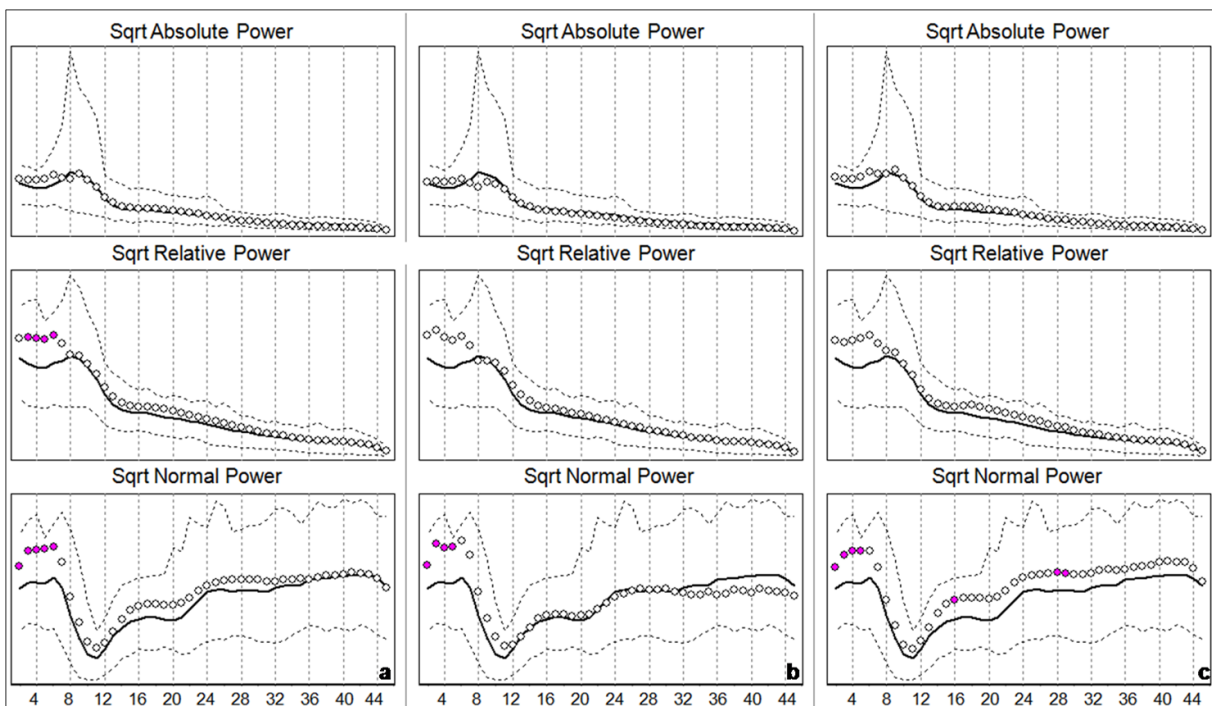 Sqrt Absolute Power Sqrt Absolute Power Sqrt Absolute Power
Sqrt Relative Power Sqrt Relative Power Sqrt Relative Power
Sqrt Normal Power Sqrt Normal Power Sqrt Normal Power
a b c
4 8 12 16 20 24 28 32 36 40 44 4 8 12 16 20 24 28 32 36 40 44 4 8 12 16 20 24 28 32 36 40 44